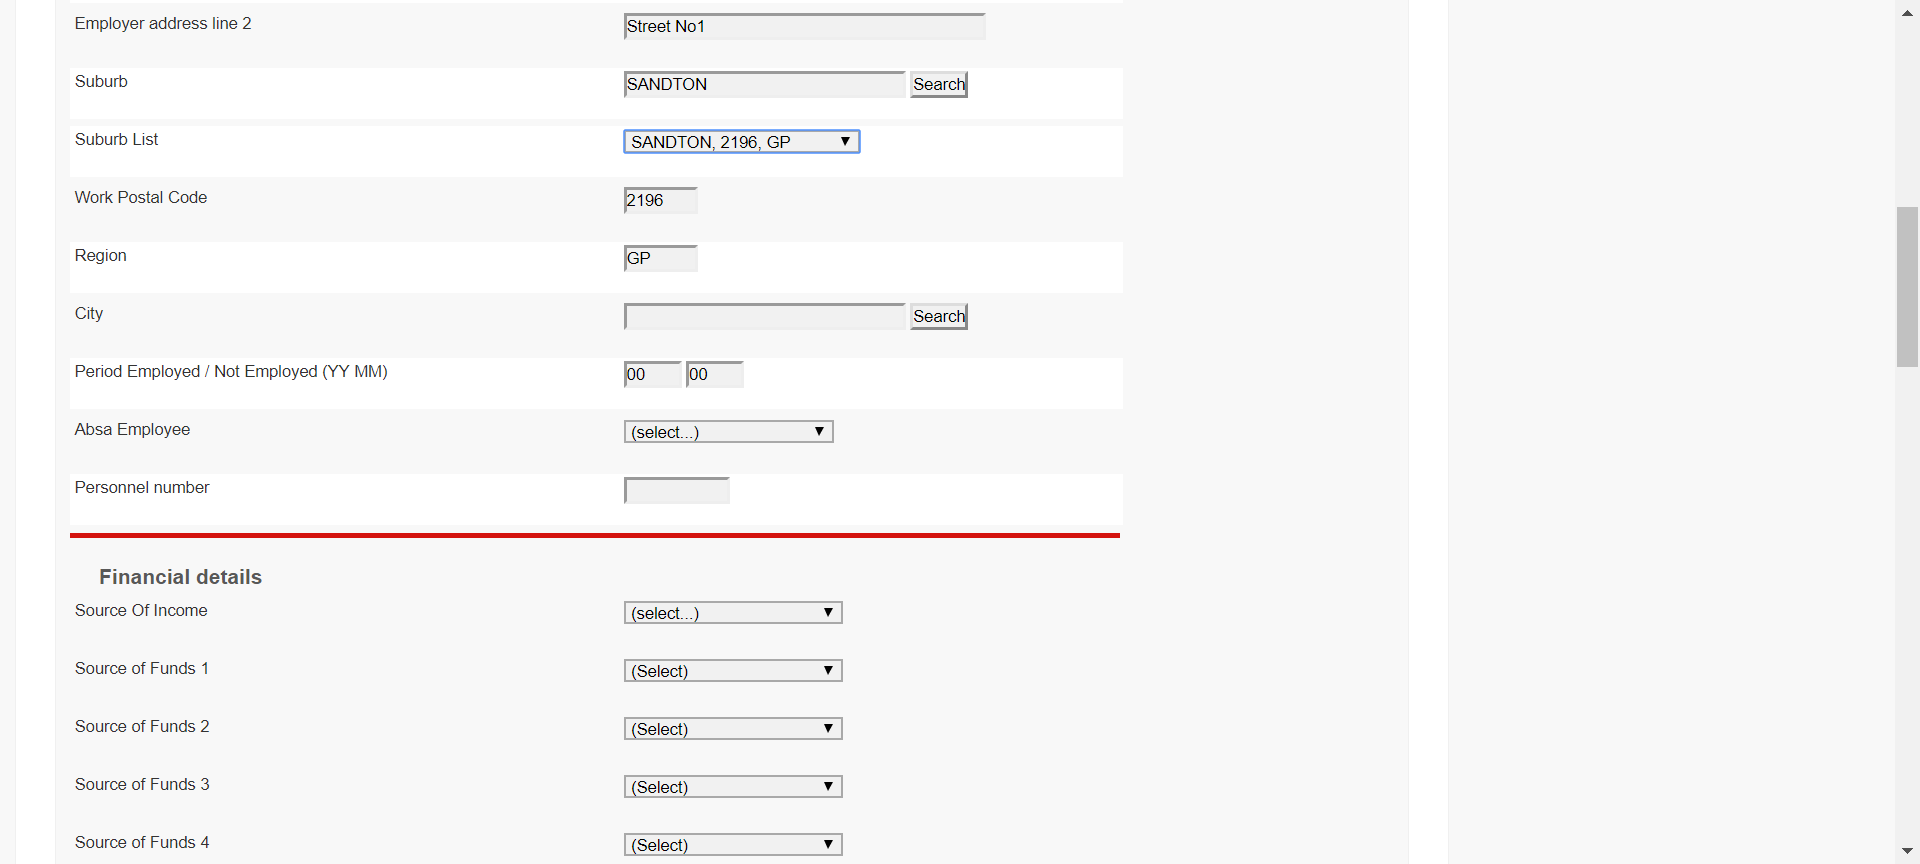 Employer address line 2 Street No1
Suburb SANDTON Search
Suburb List SANDTON, 2196, GP
Work Postal Code 2196
Region GP
City Search
Period Employed / Not Employed (YY MM) 00 00
Absa Employee (select...)
Personnel number
Financial details
Source Of Income (select...)
Source of Funds 1 (Select)
Source of Funds 2 (Select)
Source of Funds 3 (Select)
Source of Funds 4 (Select)